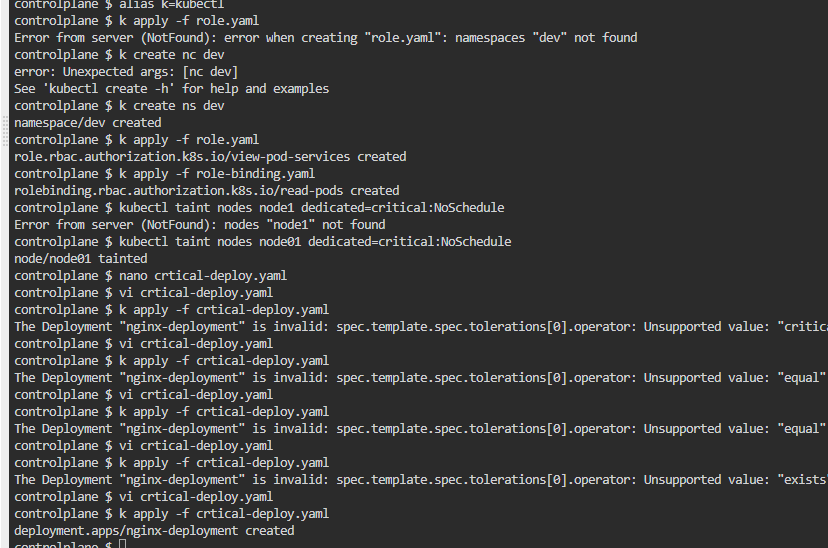 controlplane $ alias k=kubectl
controlplane $ k apply -f role.yaml
Error from server (NotFound): error when creating "role.yaml": namespaces "dev" not found
controlplane $ k create nc dev
error: Unexpected args: [nc dev]
See 'kubectl create -h' for help and examples
controlplane $ k create ns dev
namespace/dev created
controlplane $ k apply -f role.yaml
role.rbac.authorization.k8s.io/view-pod-services created
controlplane $ k apply -f role-binding.yaml
rolebinding.rbac.authorization.k8s.io/read-pods created
controlplane $ kubectl taint nodes node1 dedicated=critical:NoSchedule
Error from server (NotFound): nodes "node1" not found
controlplane $ kubectl taint nodes node01 dedicated=critical:NoSchedule
node/node01 tainted
controlplane $ nano crtical-deploy.yaml
controlplane $ vi crtical-deploy.yaml
controlplane $ k apply -f crtical-deploy.yaml
The Deployment "nginx-deployment" is invalid: spec.template.spec.tolerations[0].operator: Unsupported value: "critica
controlplane $ vi crtical-deploy.yaml
controlplane $ k apply -f crtical-deploy.yaml
The Deployment "nginx-deployment" is invalid: spec.template.spec.tolerations[0].operator: Unsupported value: "equal"
controlplane $ vi crtical-deploy.yaml
controlplane $ k apply -f crtical-deploy.yaml
The Deployment "nginx-deployment" is invalid: spec.template.spec.tolerations[0].operator: Unsupported value: "equal"
controlplane $ vi crtical-deploy.yaml
controlplane $ k apply -f crtical-deploy.yaml
The Deployment "nginx-deployment" is invalid: spec.template.spec.tolerations[0].operator: Unsupported value: "exists"
controlplane $ vi crtical-deploy.yaml
controlplane $ k apply -f crtical-deploy.yaml
deployment.apps/nginx-deployment created
controlplane $